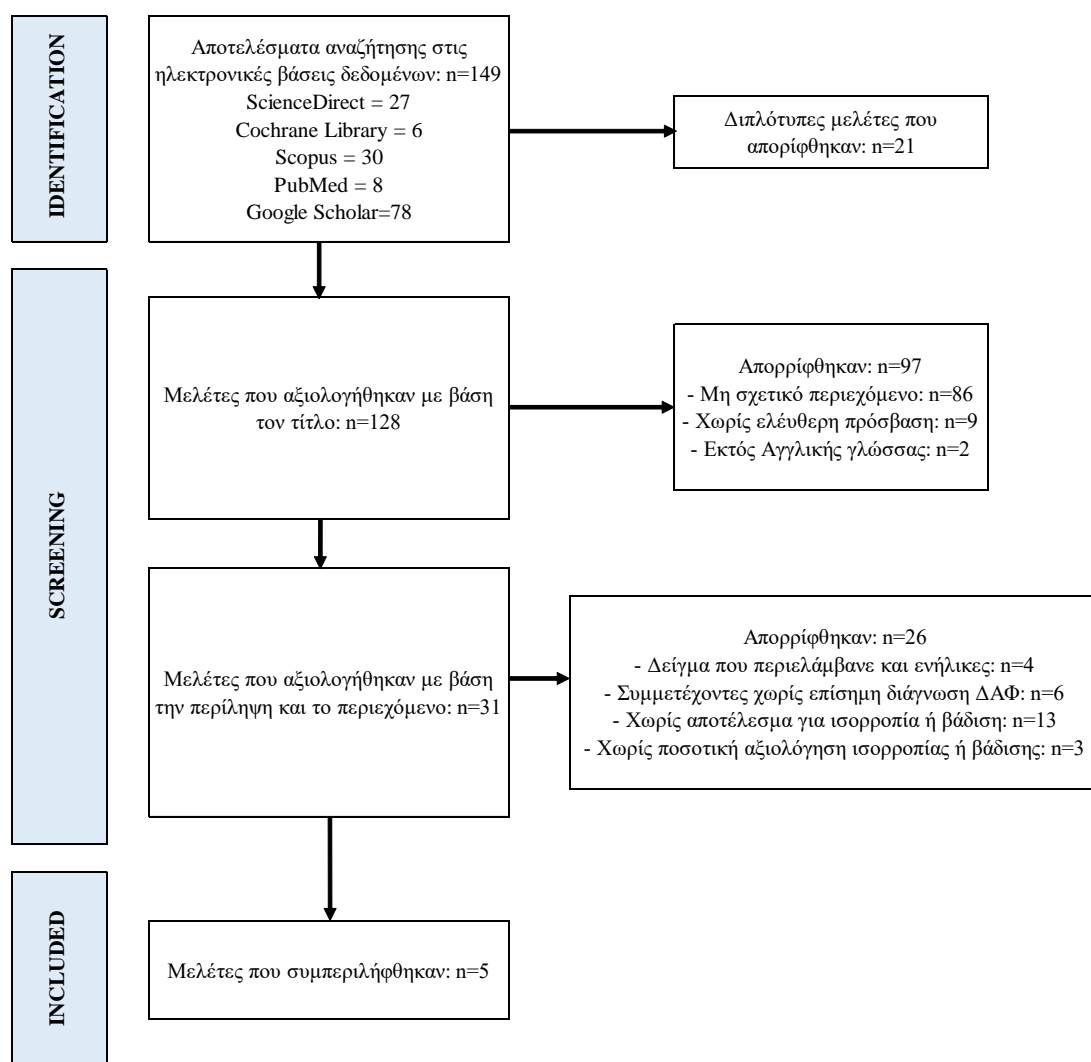 IDENTIFICATION
Αποτελέσματα αναζήτησης στις
ηλεκτρονικές βάσεις δεδομένων: n=149
ScienceDirect = 27
Cochrane Library = 6
Scopus = 30
PubMed = 8
Google Scholar=78
Διπλότυπες μελέτες που
απορίφθηκαν: n=21
SCREENING
Μελέτες που αξιολογήθηκαν με βάση
τον τίτλο: n=128
Απορρίφθηκαν: n=97
- Μη σχετικό περιεχόμενο: n=86
- Χωρίς ελέυθερη πρόσβαση: n=9
- Εκτός Αγγλικής γλώσσας: n=2
Μελέτες που αξιολογήθηκαν με βάση
την περίληψη και το περιεχόμενο: n=31
Απορρίφθηκαν: n=26
- Δείγμα που περιελάμβανε και ενήλικες: n=4
- Συμμετέχοντες χωρίς επίσημη διάγνωση ΔΑΦ: n=6
- Χωρίς αποτέλεσμα για ισορροπία ή βάδιση: n=13
- Χωρίς ποσοτική αξιολόγηση ισορροπίας ή βάδισης: n=3
INCLUDED
Μελέτες που συμπεριλήφθηκαν: n=5